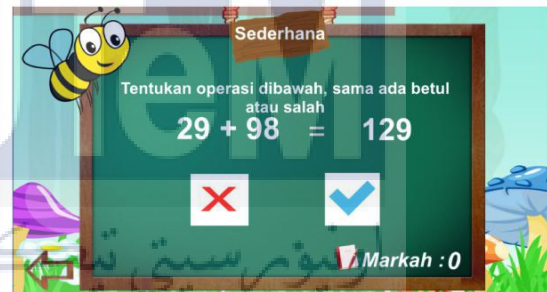 Sederhana
Tentukan operasi dibawah, sama ada betul
atau salah
29 + 98 = 129
Markah : 0